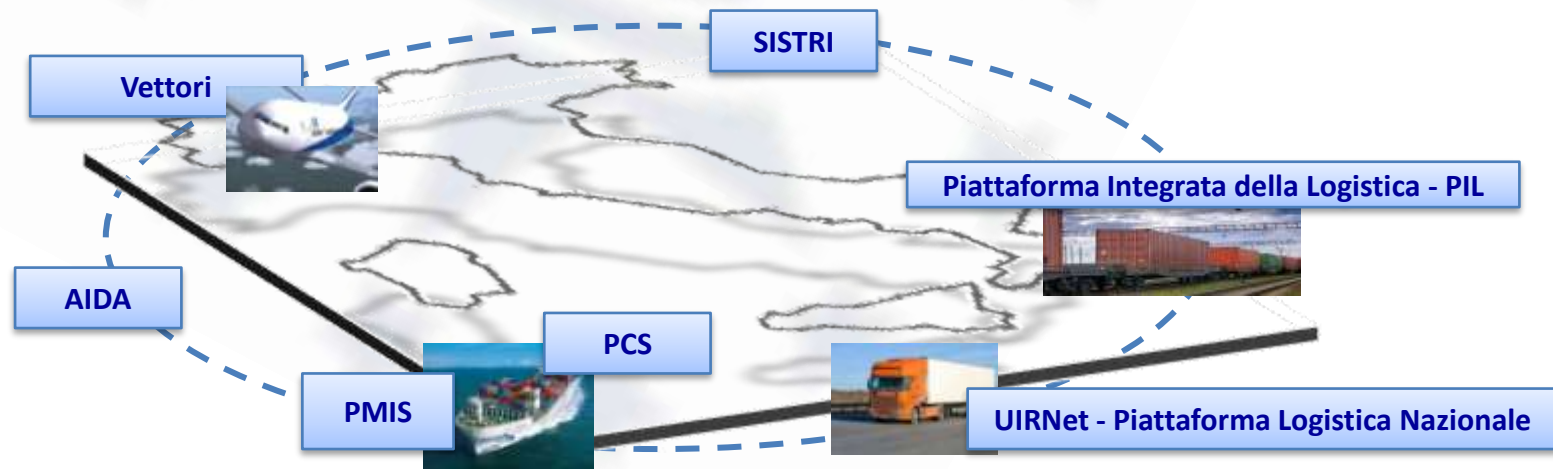 SISTRI
Vettori
Piattaforma Integrata della Logistica - PIL
AIDA
PCS
PMIS
UIRNet - Piattaforma Logistica Nazionale